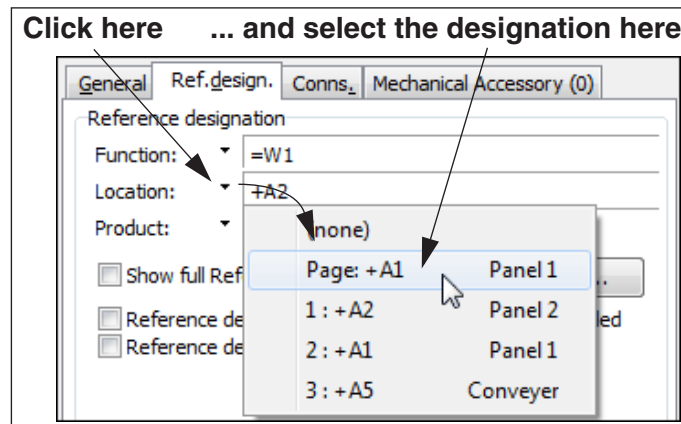 Click here ... and select the designation here
General Ref.design. Conns. Mechanical Accessory (0)
Reference designation
Function: =W1
Location: +A2
Product:
(none)
Show full Ref
Page: +A1 Panel 1
..
1 : +A2 Panel 2
Reference de
led
Reference de
2 : +A1 Panel 1
3 : +A5 Conveyer